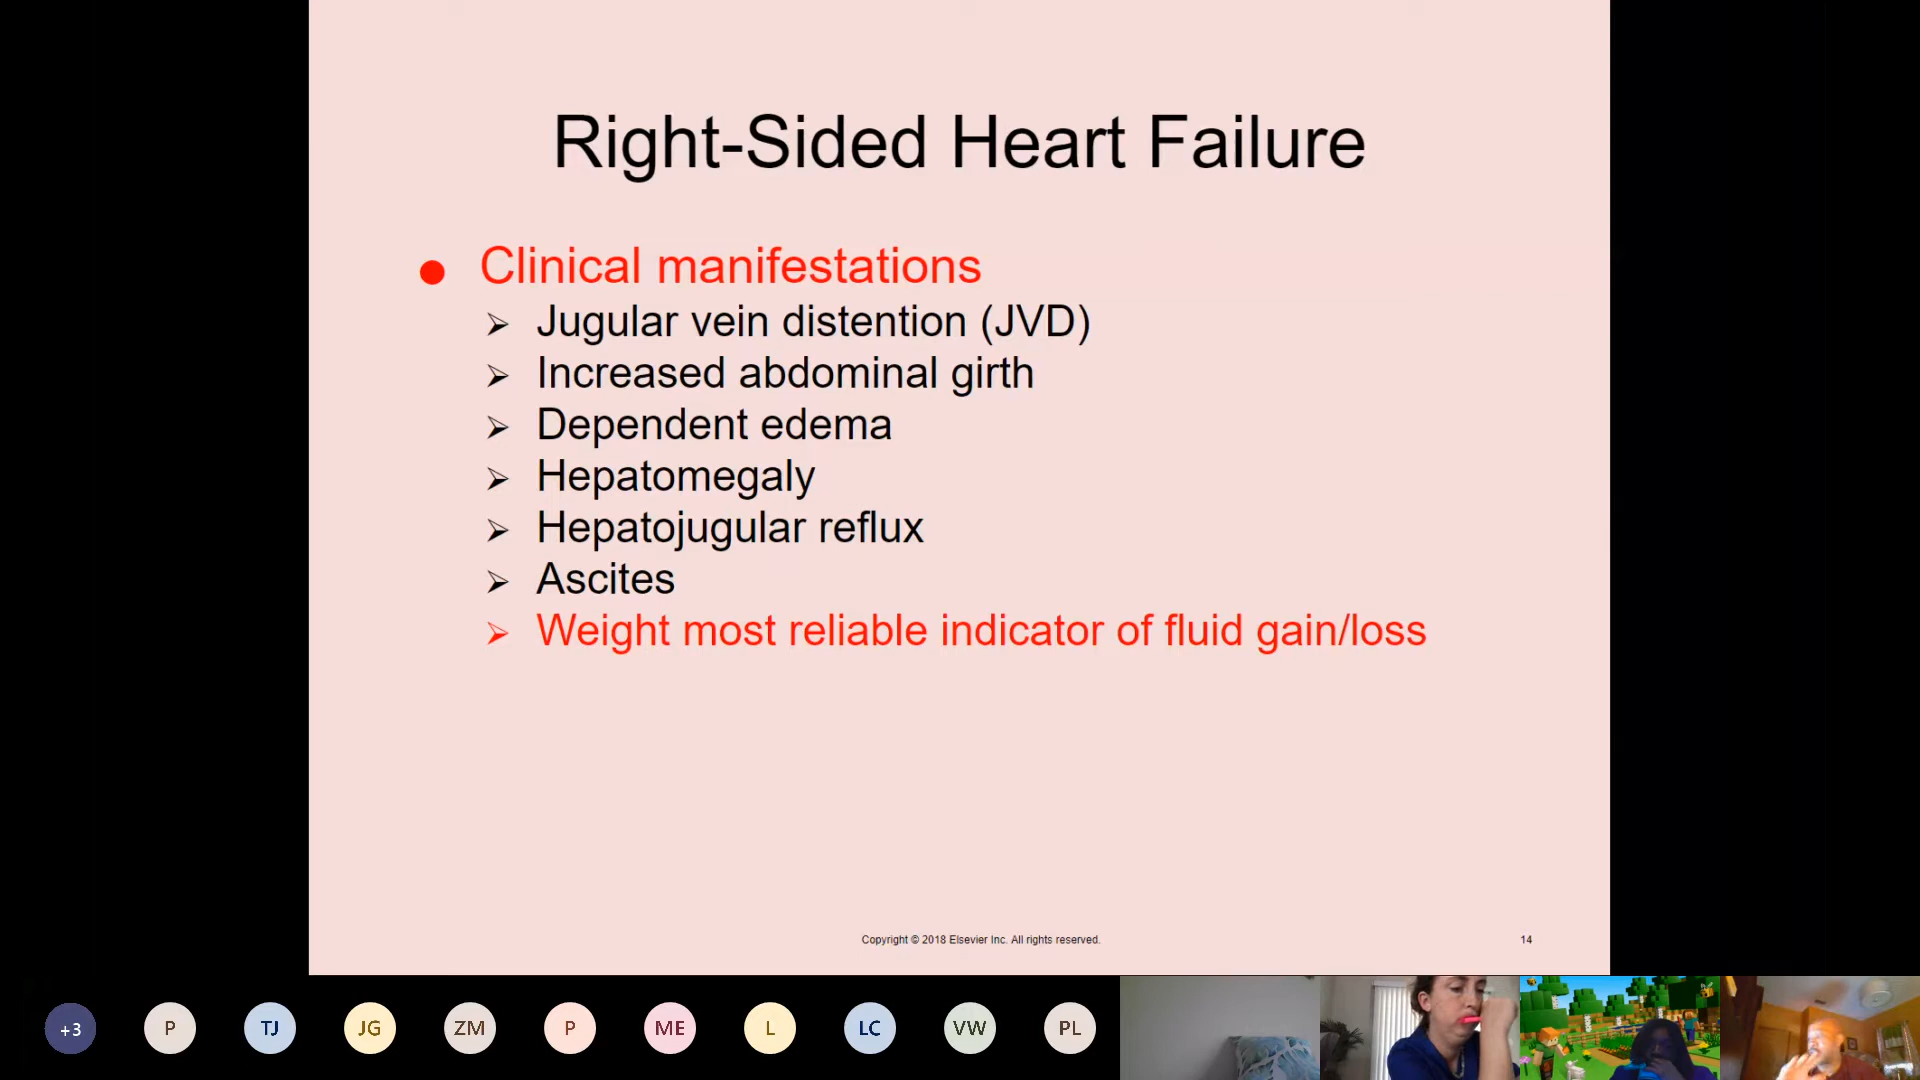 Right-Sided Heart Failure
Clinical manifestations
Jugular vein distention (JVD)
Increased abdominal girth
Dependent edema
Hepatomegaly
Hepatojugular reflux
Ascites
Weight most reliable indicator of fluid gain/loss
Copyright © 2018 Elsevier Inc. All rights reserved.
14
+3 P TJ JG ZM P ME L LC VW PL